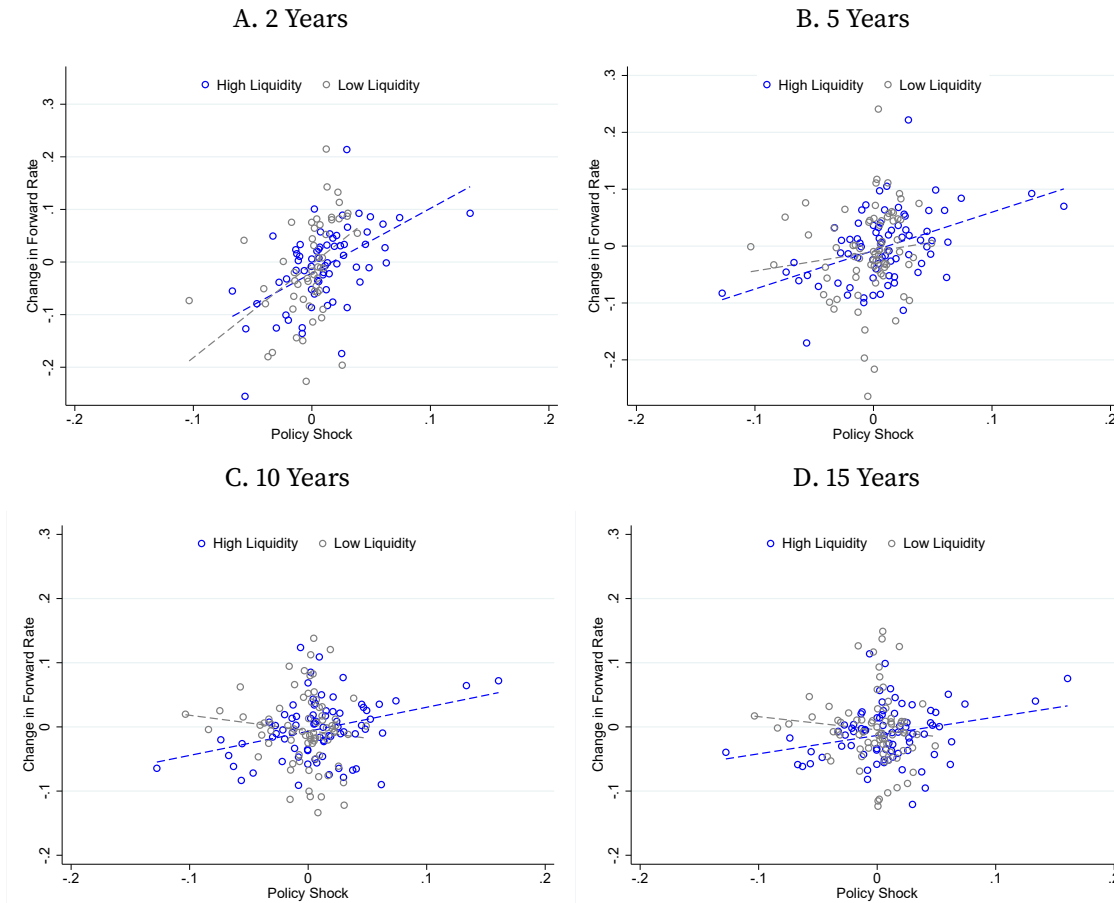 A. 2 Years
High Liquidity Low Liquidity
Change in Forward Rate
.3
.2
.1
0
-.1
-.2
-.2 -.1 0 .1 .2
Policy Shock
B. 5 Years
High Liquidity Low Liquidity
Change in Forward Rate
.3
.2
.1
0
-.1
-.2
-.2 -.1 0 .1 .2
Policy Shock
C. 10 Years
High Liquidity Low Liquidity
Change in Forward Rate
.3
.2
.1
0
-.1
-.2
-.2 -.1 0 .1 .2
Policy Shock
D. 15 Years
High Liquidity Low Liquidity
Change in Forward Rate
.3
.2
.1
0
-.1
-.2
-.2 -.1 0 .1 .2
Policy Shock